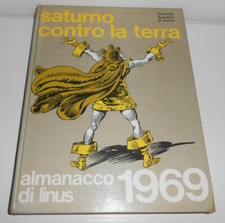 saturno
contro la terra
almanacco
di linus
1969